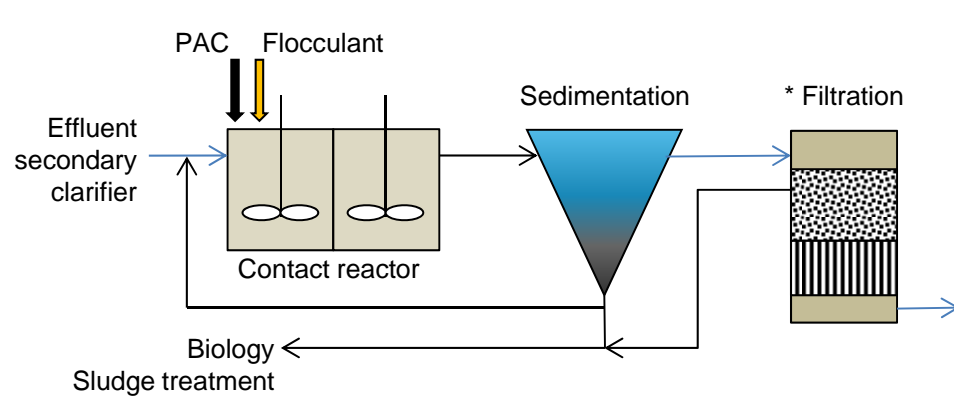 PAC Flocculant
Sedimentation
* Filtration
Effluent
secondary
clarifier
Contact reactor
Biology
Sludge treatment